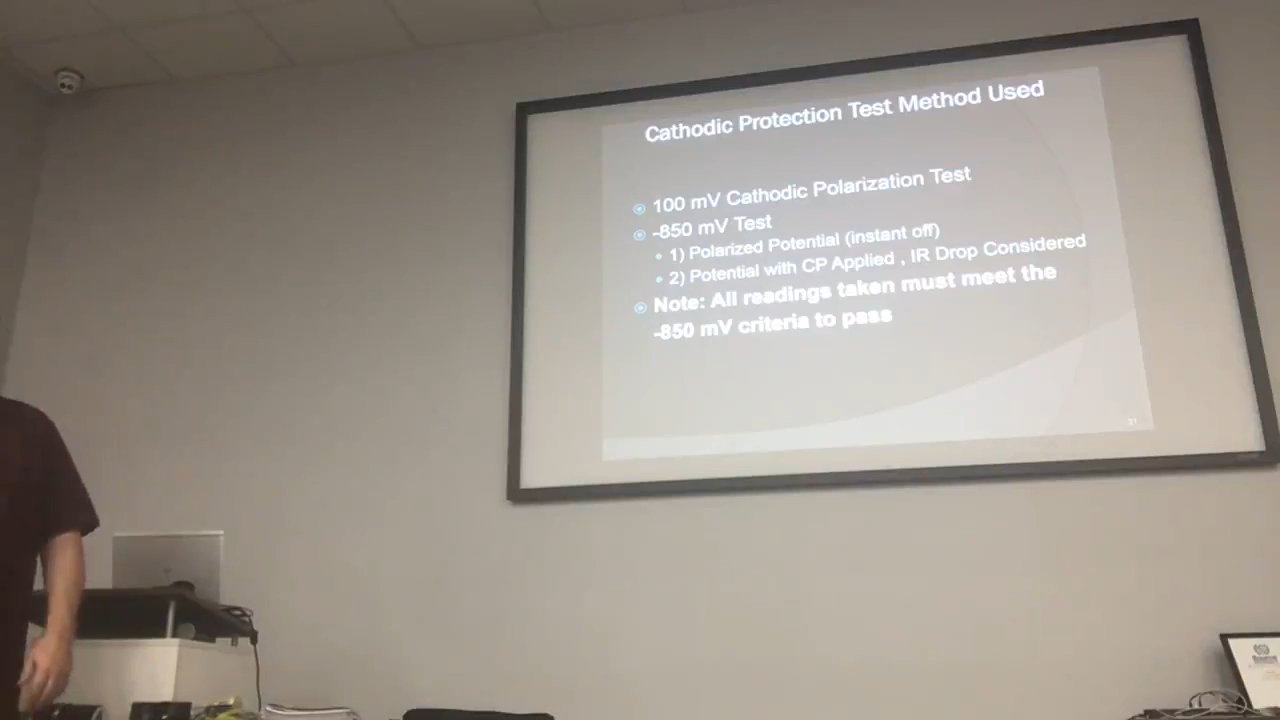 Cathodic Protection Test Method Used
100 mV Cathodic Polarization Test
-850 mV Test
1) Polarized Potential (instant off)
2) Potential with CP Applied , IR Drop Considered
Note: All readings taken must meet the
-850 mV criteria to pass